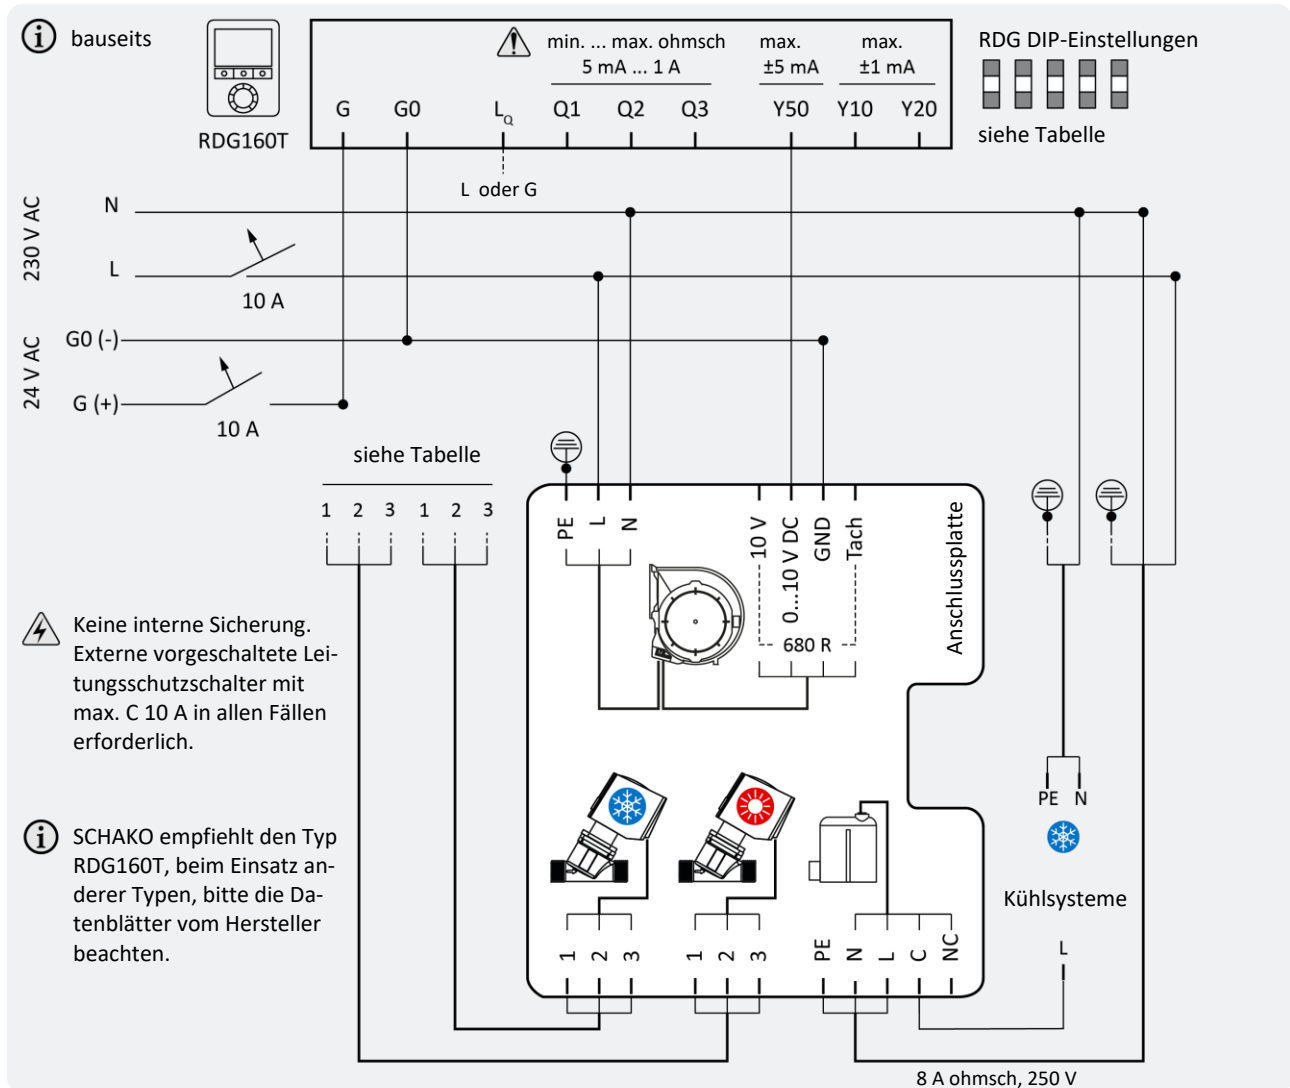 bauseits
RDG160T
min. ... max. ohmsch
5 mA ... 1 A
max.
±5 mA
max.
±1 mA
G G0 LQ Q1 Q2 Q3 Y50 Y10 Y20
RDG DIP-Einstellungen
siehe Tabelle
L oder G
230 V AC
N
L
10 A
24 V AC
G0 (-)
G (+)
10 A
siehe Tabelle
1 2 3 1 2 3
PE L N
10 V
0...10 V DC
GND
Tach
680 R
Anschlussplatte
Keine interne Sicherung.
Externe vorgeschaltete Lei-
tungsschutzschalter mit
max. C 10 A in allen Fällen
erforderlich.
SCHAKO empfiehlt den Typ
RDG160T, beim Einsatz an-
derer Typen, bitte die Da-
tenblätter vom Hersteller
beachten.
PE N
Kühlsysteme
L
1 2 3
1 2 3
PE N L C NC
8 A ohmsch, 250 V